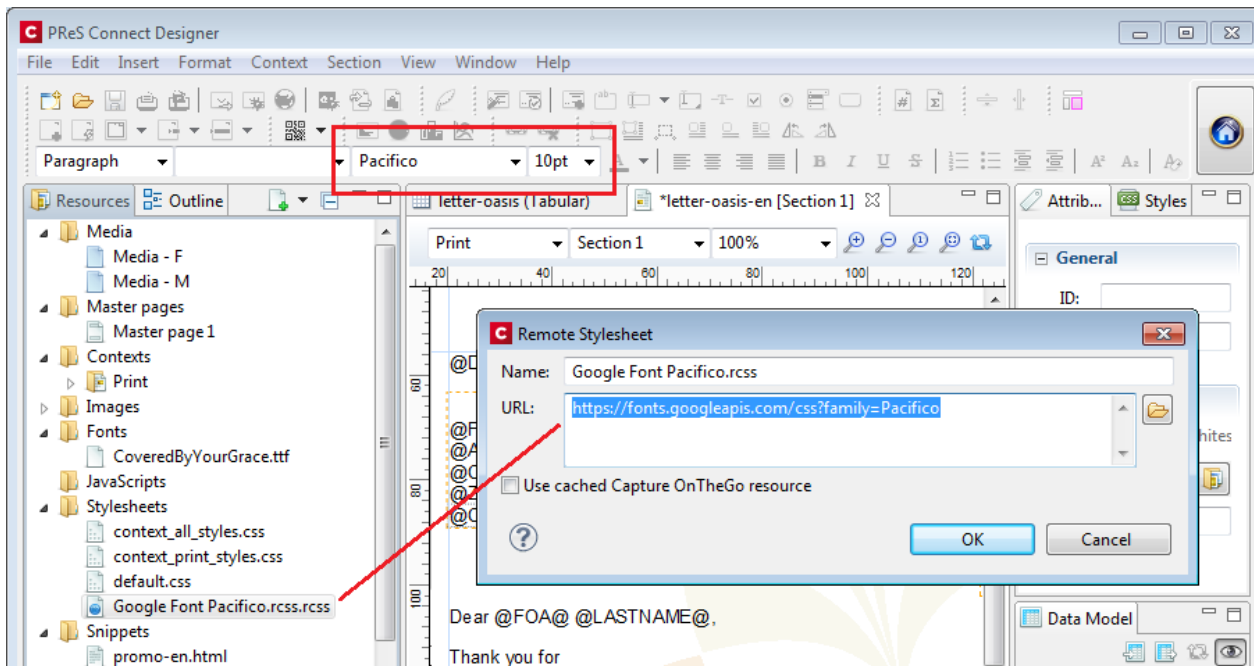 PReS Connect Designer
File Edit Insert Format Context Section View Window Help
Paragraph Pacifico 10pt
Resources Outline
letter-oasis (Tabular) *letter-oasis-en [Section 1]
Attrib... Styles
Media
Media - F
Media - M
Master pages
Master page 1
Contexts
Print
Images
Fonts
CoveredByYourGrace.ttf
JavaScripts
Stylesheets
context_all_styles.css
context_print_styles.css
default.css
Google Font Pacifico.rcss.rcss
Snippets
promo-en.html
Print Section 1 100%
20 40 60 80 100 120
60
80
100
@D
@F
@A
@C
@Z
@C
Dear @FOA@ @LASTNAME@,
Thank you for
General
ID:
hites
Data Model
Remote Stylesheet
Name: Google Font Pacifico.rcss
URL: https://fonts.googleapis.com/css?family=Pacifico
Use cached Capture OnTheGo resource
OK Cancel